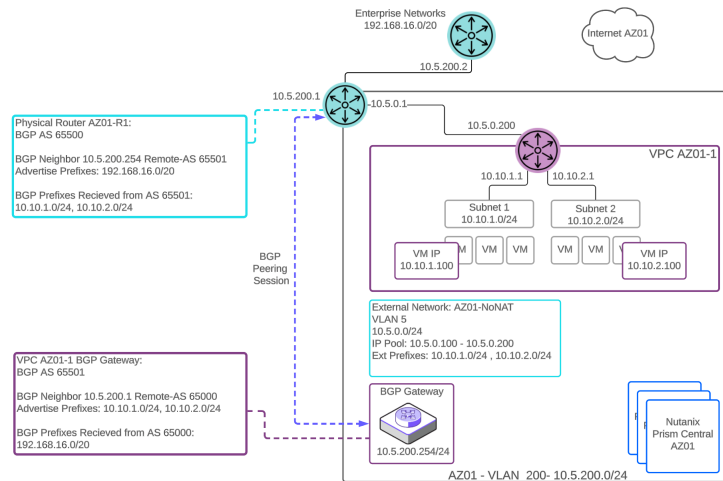 Enterprise Networks
192.168.16.0/20
Internet AZ01
10.5.200.2
10.5.200.1
10.5.0.1
10.5.0.200
Physical Router AZ01-R1:
BGP AS 65500
BGP Neighbor 10.5.200.254 Remote-AS 65501
Advertise Prefixes: 192.168.16.0/20
BGP Prefixes Recieved from AS 65501:
10.10.1.0/24, 10.10.2.0/24
VPC AZ01-1
10.10.1.1
10.10.2.1
Subnet 1
10.10.1.0/24
Subnet 2
10.10.2.0/24
VM
VM
VM
VM
VM
VM
VM IP
10.10.1.100
VM IP
10.10.2.100
BGP
Peering
Session
External Network: AZ01-NoNAT
VLAN 5
10.5.0.0/24
IP Pool: 10.5.0.100 - 10.5.0.200
Ext Prefixes: 10.10.1.0/24 , 10.10.2.0/24
VPC AZ01-1 BGP Gateway:
BGP AS 65501
BGP Neighbor 10.5.200.1 Remote-AS 65000
Advertise Prefixes: 10.10.1.0/24, 10.10.2.0/24
BGP Prefixes Recieved from AS 65000:
192.168.16.0/20
BGP Gateway
10.5.200.254/24
Nutanix
Prism Central
AZ01
AZ01 - VLAN 200- 10.5.200.0/24